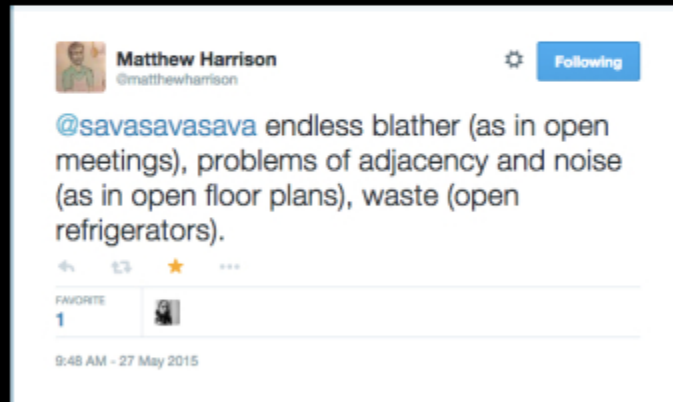 Matthew Harrison
@matthewharrison
Following
@savasavasava endless blather (as in open
meetings), problems of adjacency and noise
(as in open floor plans), waste (open
refrigerators).
FAVORITE
1
9:48 AM - 27 May 2015